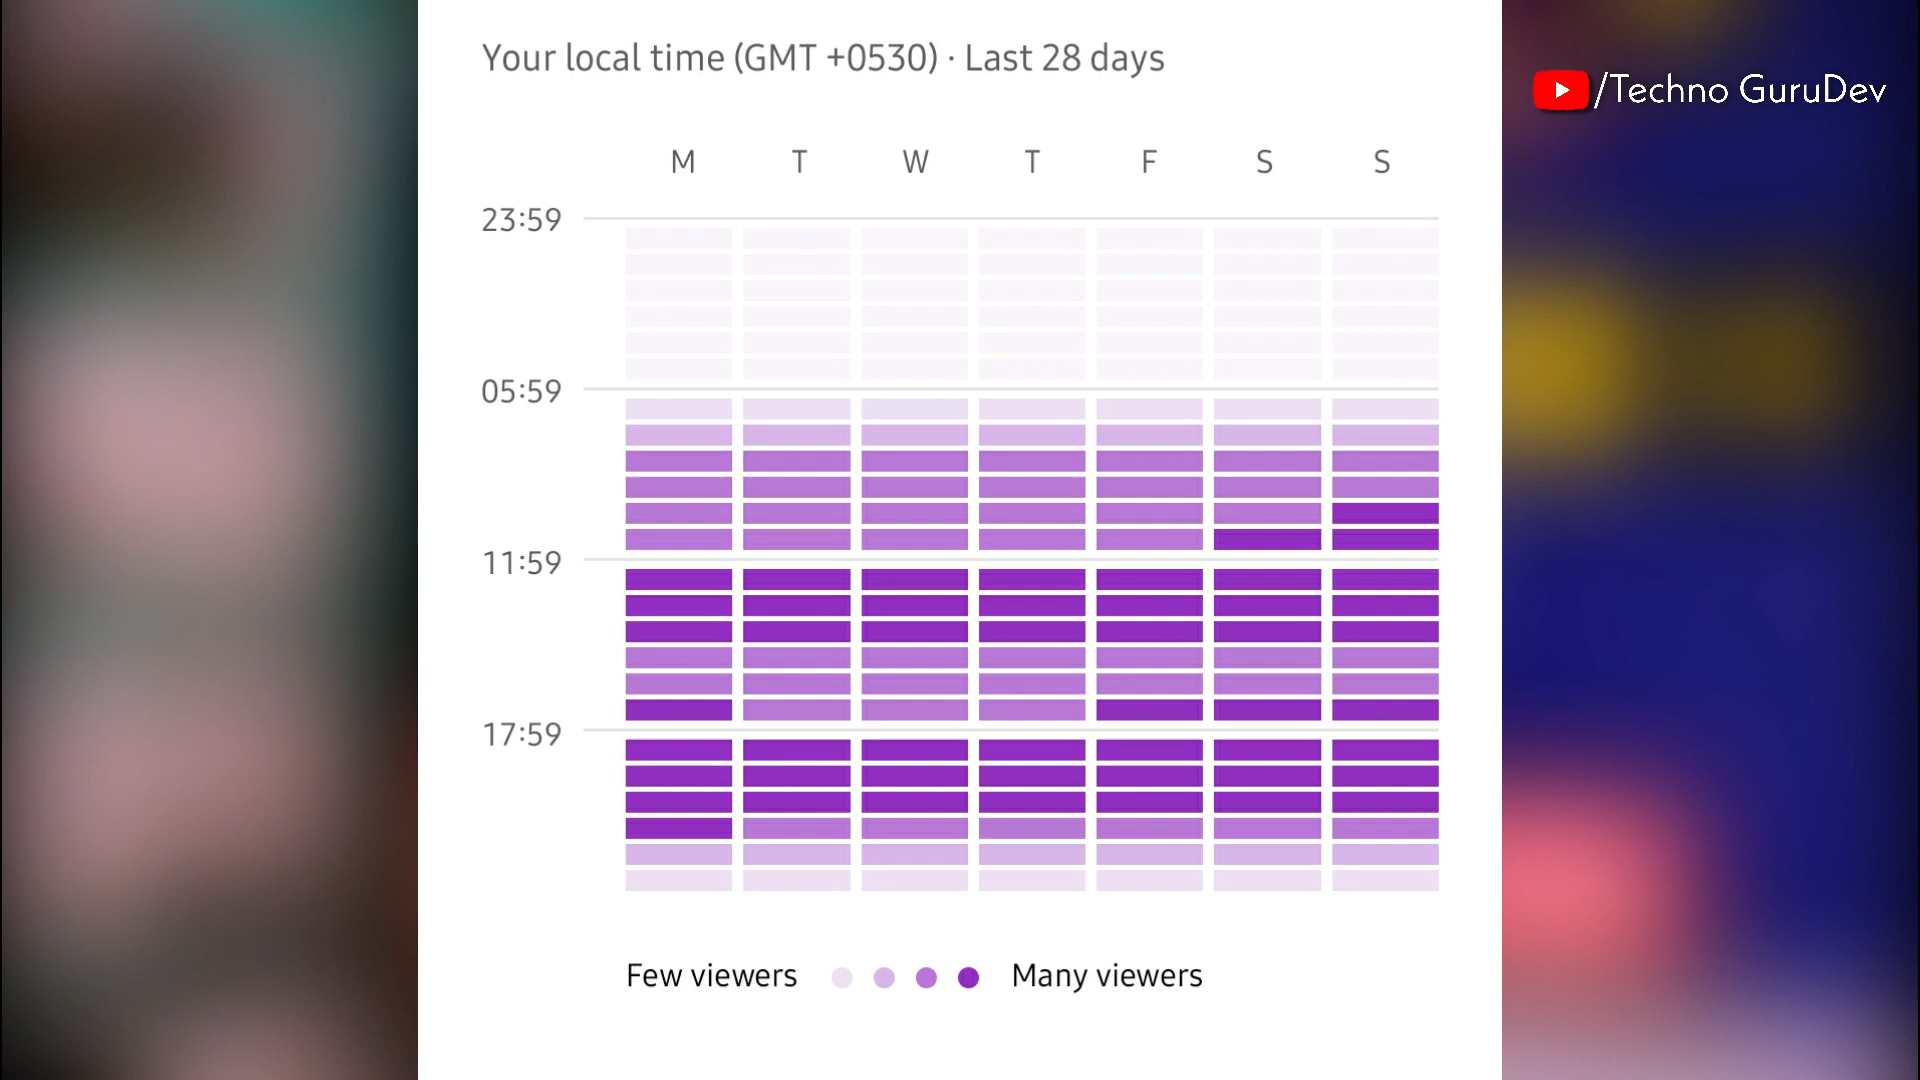 Your local time (GMT +0530) · Last 28 days
/Techno GuruDev
M T W T F S S
23:59
05:59
11:59
17:59
Few viewers Many viewers